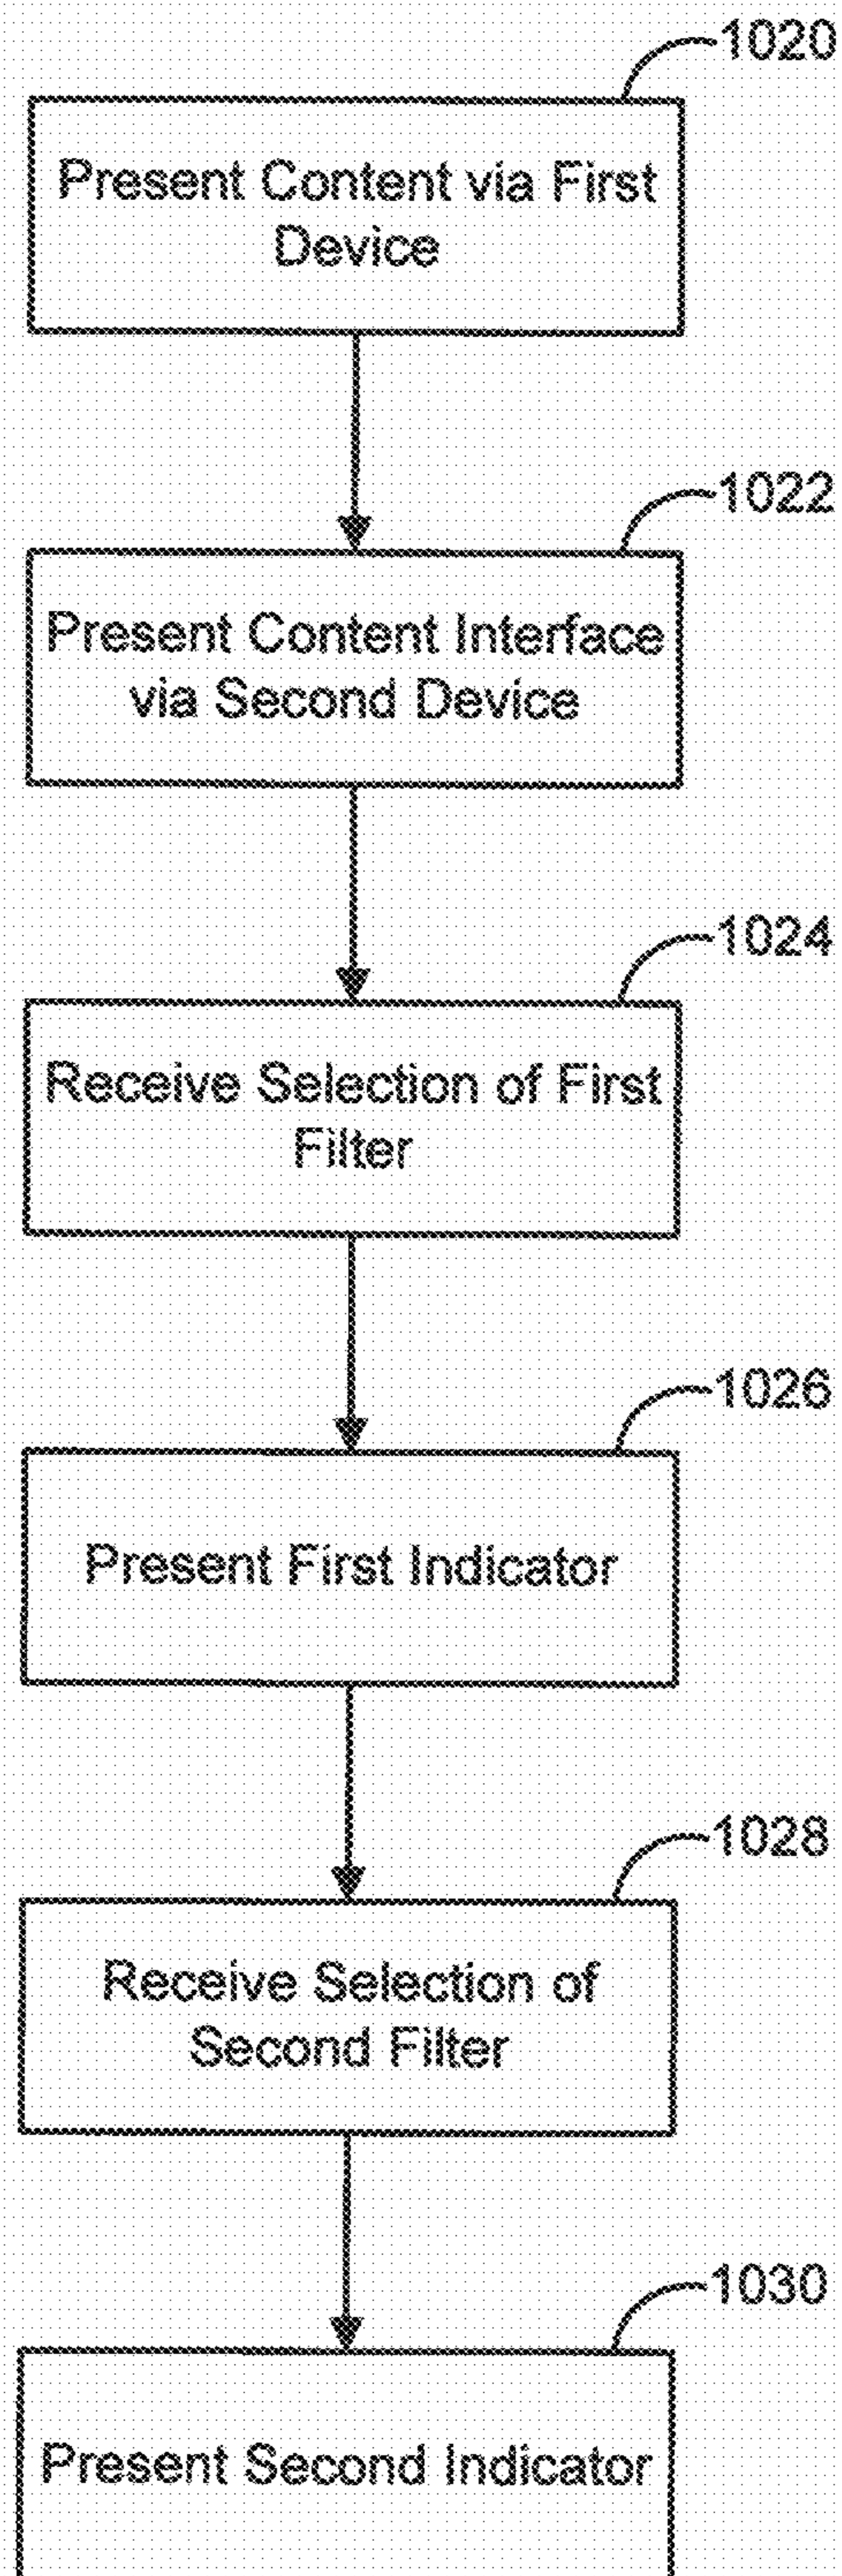 1020
Present Content via First
Device
1022
Present Content Interface
via Second Device
1024
Receive Selection of First
Filter
1026
Present First Indicator
1028
Receive Selection of
Second Filter
1030
Present Second Indicator